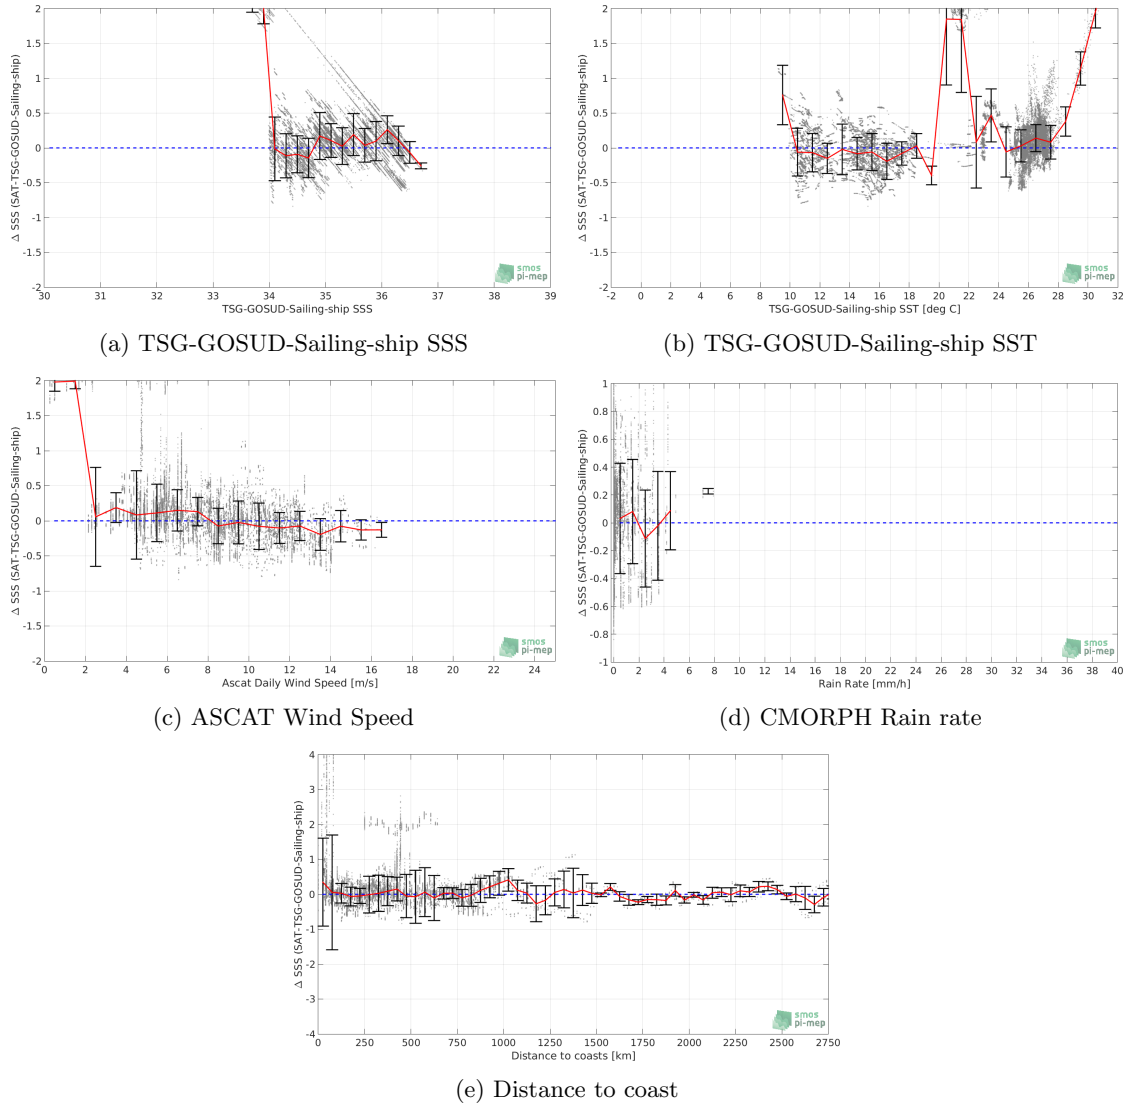 2
1.5
1
0.5
0
-0.5
-1
-1.5
-2
Δ SSS (SAT-TSG-GOSUD-Sailing-ship)
30 31 32 33 34 35 36 37 38 39
TSG-GOSUD-Sailing-ship SSS
smos
pi-mep
(a) TSG-GOSUD-Sailing-ship SSS
2
1.5
1
0.5
0
-0.5
-1
-1.5
-2
Δ SSS (SAT-TSG-GOSUD-Sailing-ship)
-2 0 2 4 6 8 10 12 14 16 18 20 22 24 26 28 30 32
TSG-GOSUD-Sailing-ship SST [deg C]
smos
pi-mep
(b) TSG-GOSUD-Sailing-ship SST
2
1.5
1
0.5
0
-0.5
-1
-1.5
-2
Δ SSS (SAT-TSG-GOSUD-Sailing-ship)
0 2 4 6 8 10 12 14 16 18 20 22 24
Ascat Daily Wind Speed [m/s]
smos
pi-mep
(c) ASCAT Wind Speed
1
0.8
0.6
0.4
0.2
0
-0.2
-0.4
-0.6
-0.8
-1
Δ SSS (SAT-TSG-GOSUD-Sailing-ship)
0 2 4 6 8 10 12 14 16 18 20 22 24 26 28 30 32 34 36 38 40
Rain Rate [mm/h]
smos
pi-mep
(d) CMORPH Rain rate
4
3
2
1
0
-1
-2
-3
-4
Δ SSS (SAT-TSG-GOSUD-Sailing-ship)
0 250 500 750 1000 1250 1500 1750 2000 2250 2500 2750
Distance to coasts [km]
smos
pi-mep
(e) Distance to coast